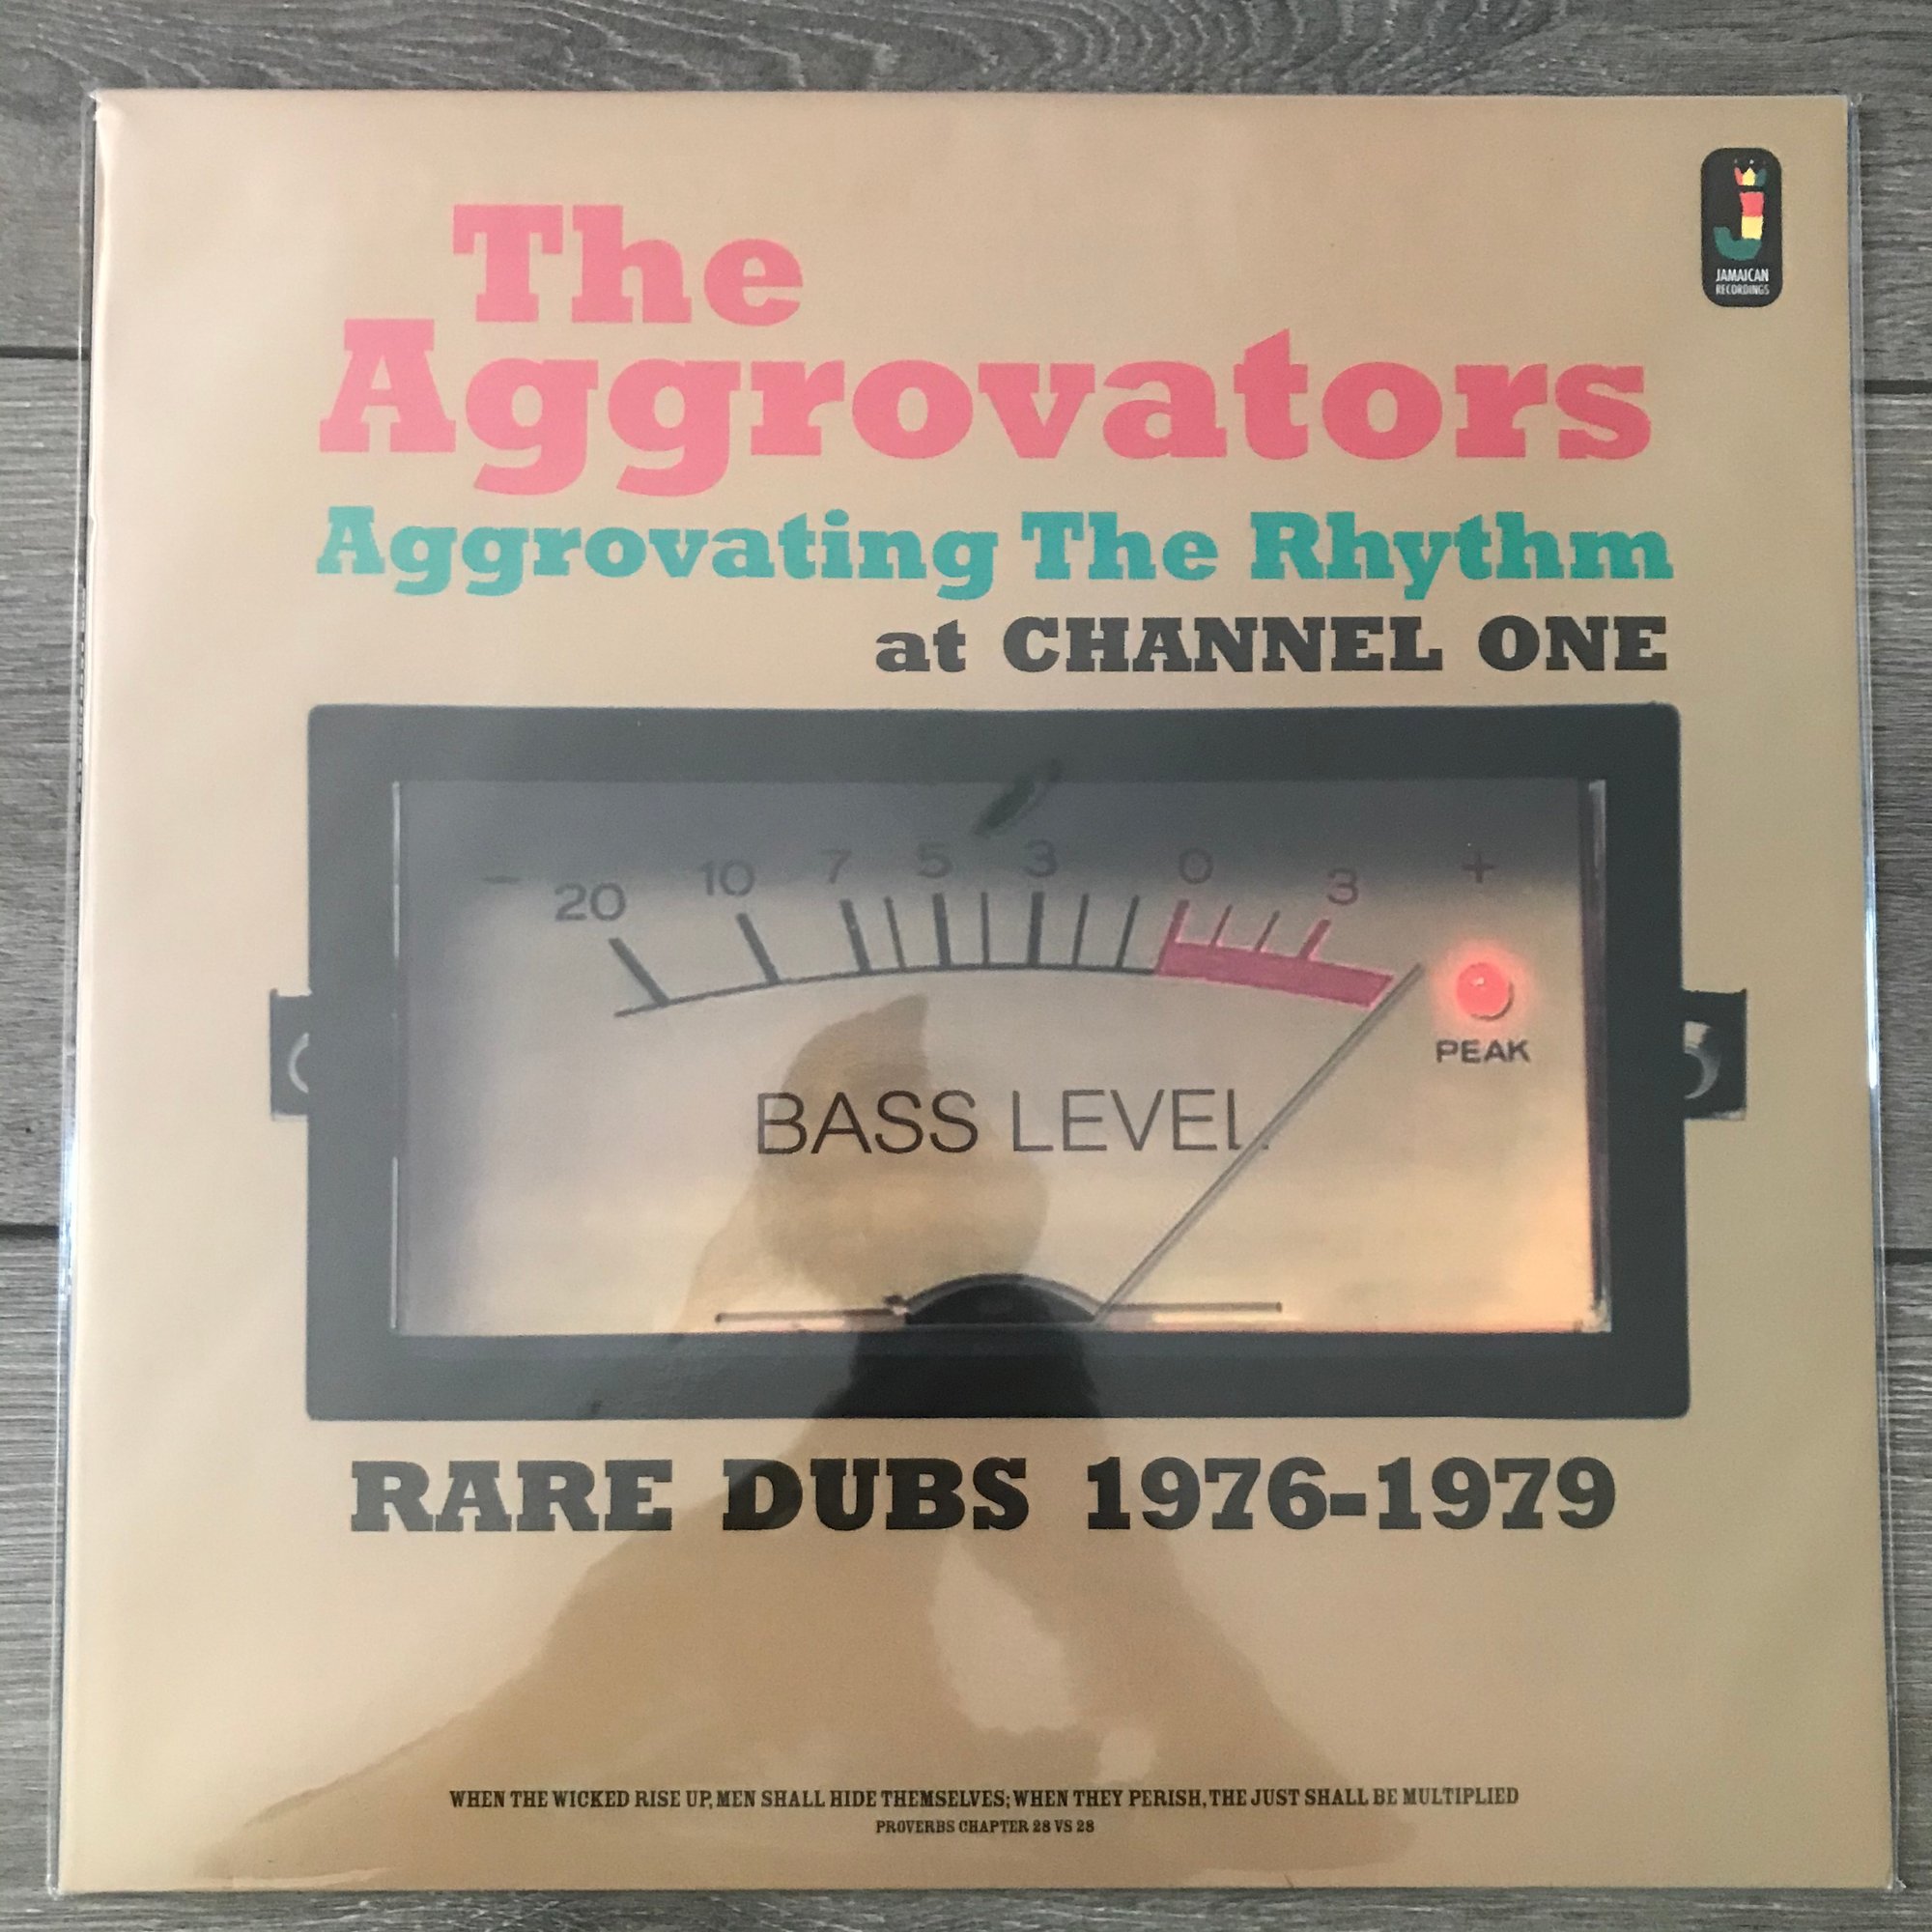 JAMAICAN
RECORDINGS
The
Aggrovators
Aggrovating The Rhythm
at CHANNEL ONE
- 20 10 7 5 3 0 3 +
PEAK
BASS LEVEL
RARE DUBS 1976-1979
WHEN THE WICKED RISE UP, MEN SHALL HIDE THEMSELVES; WHEN THEY PERISH, THE JUST SHALL BE MULTIPLIED
PROVERBS CHAPTER 28 VS 28